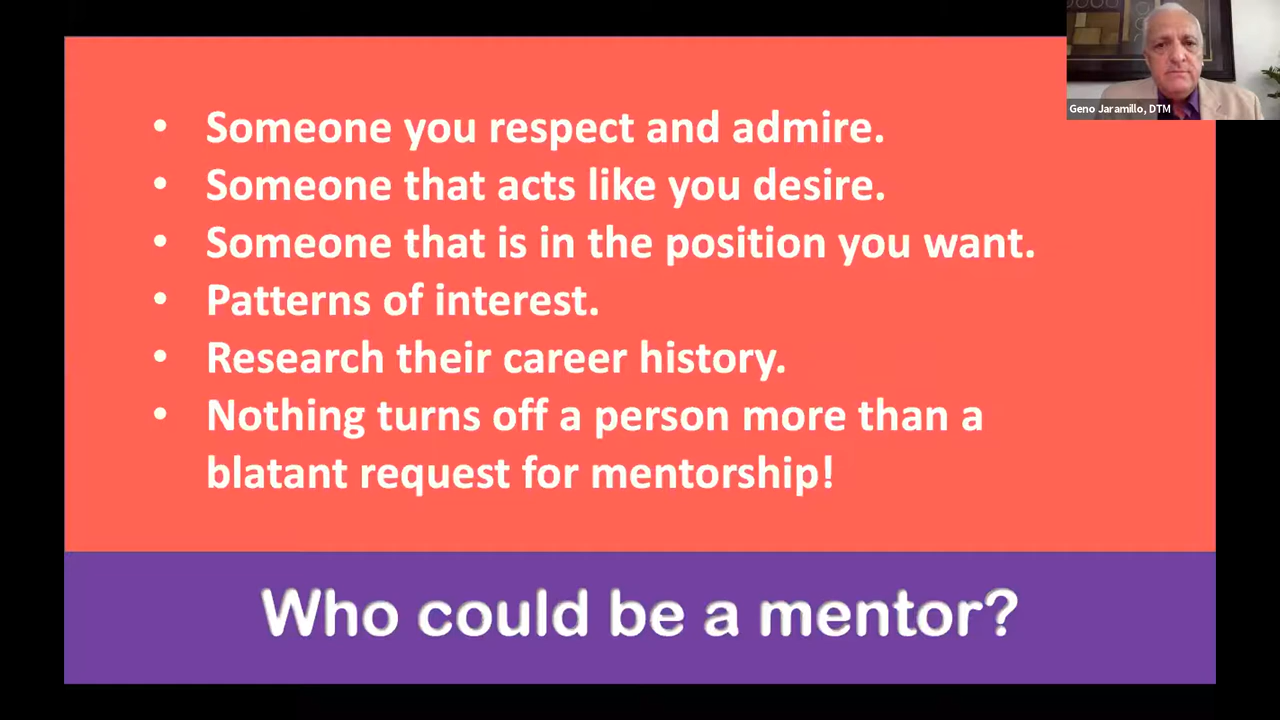 Geno Jaramillo, DTM
• Someone you respect and admire.
• Someone that acts like you desire.
• Someone that is in the position you want.
• Patterns of interest.
• Research their career history.
• Nothing turns off a person more than a
blatant request for mentorship!
Who could be a mentor?